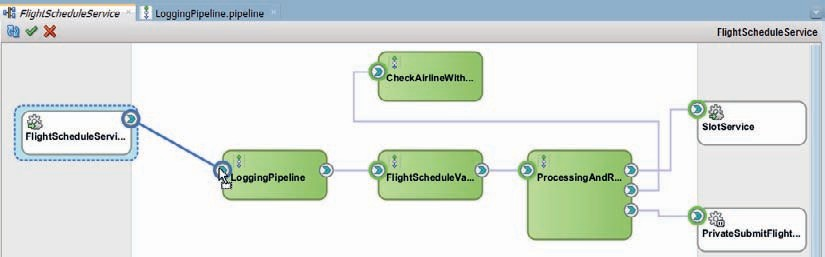 FlightScheduleService
LoggingPipeline.pipeline
FlightScheduleService
CheckAirlineWith...
FlightScheduleServi...
SlotService
LoggingPipeline
FlightScheduleVa...
ProcessingAndR...
PrivateSubmitFlight...